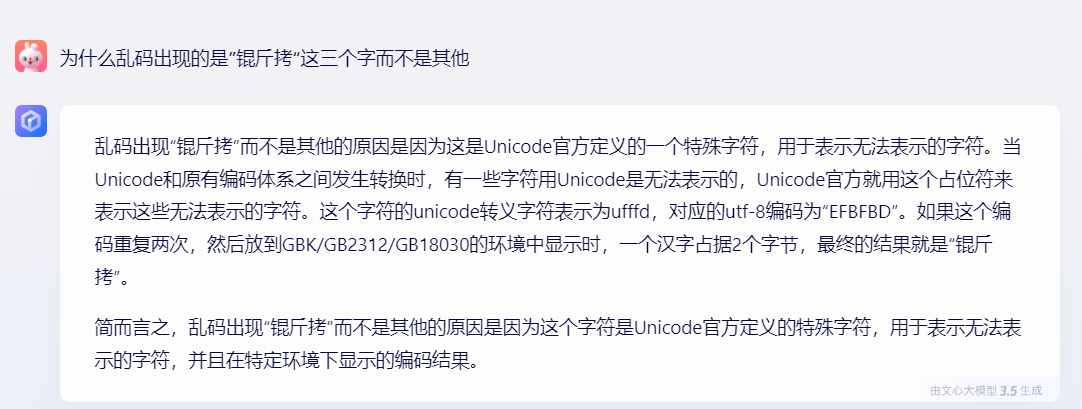 为什么乱码出现的是”锟斤拷“这三个字而不是其他
乱码出现“锟斤拷”而不是其他的原因是因为这是Unicode官方定义的一个特殊字符，用于表示无法表示的字符。当
Unicode和原有编码体系之间发生转换时，有一些字符用Unicode是无法表示的，Unicode官方就用这个占位符来
表示这些无法表示的字符。这个字符的unicode转义字符表示为ufffd，对应的utf-8编码为“EFBFBD”。如果这个编
码重复两次，然后放到GBK/GB2312/GB18030的环境中显示时，一个汉字占据2个字节，最终的结果就是“锟斤
拷”。
简而言之，乱码出现“锟斤拷”而不是其他的原因是因为这个字符是Unicode官方定义的特殊字符，用于表示无法表
示的字符，并且在特定环境下显示的编码结果。
由文心大模型 3.5 生成